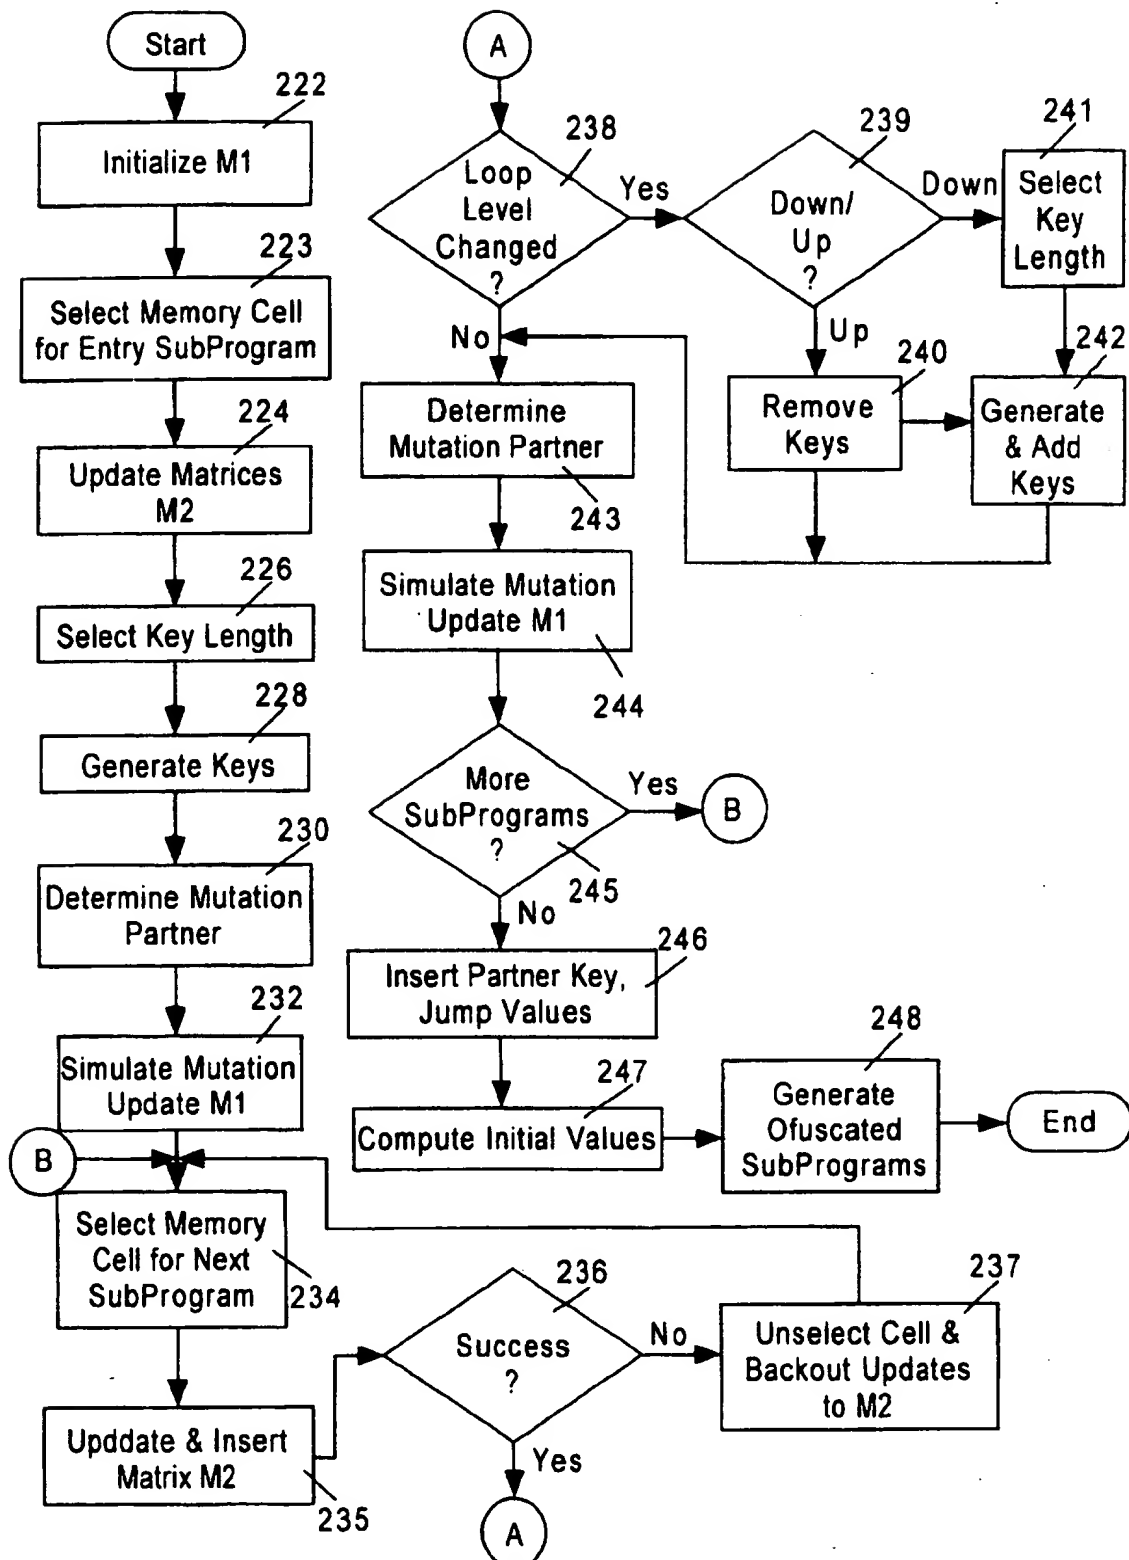 Start
222
Initialize M1
223
Select Memory Cell
for Entry SubProgram
224
Update Matrices
M2
226
Select Key Length
228
Generate Keys
230
Determine Mutation
Partner
232
Simulate Mutation
Update M1
B
Select Memory
Cell for Next
SubProgram
234
Upddate & Insert
Matrix M2
235
236
Success
?
No
Yes
A
237
Unselect Cell &
Backout Updates
to M2
A
238
Loop
Level
Changed
?
Yes
No
239
Down/
Up
?
Down
Up
241
Select
Key
Length
240
Remove
Keys
242
Generate
& Add
Keys
Determine
Mutation Partner
243
Simulate Mutation
Update M1
244
More
SubPrograms
?
245
Yes
B
No
246
Insert Partner Key,
Jump Values
247
Compute Initial Values
248
Generate
Ofuscated
SubPrograms
End